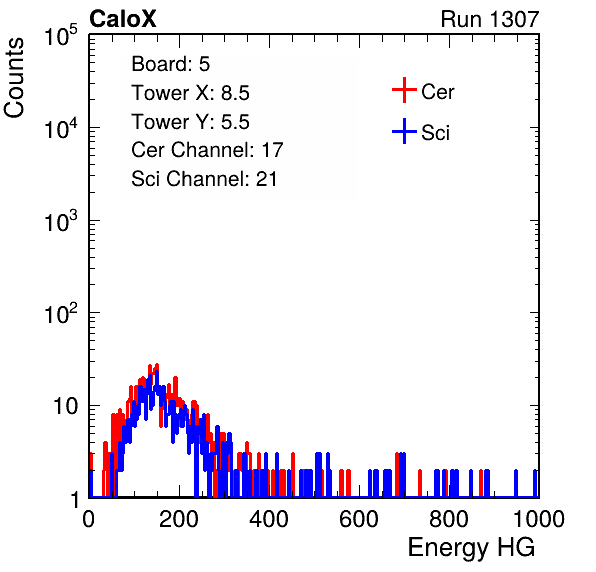 CaloX Run 1307
Counts
10^5
10^4
10^3
10^2
10
1
Board: 5
Tower X: 8.5
Tower Y: 5.5
Cer Channel: 17
Sci Channel: 21
Cer
Sci
0 200 400 600 800 1000
Energy HG